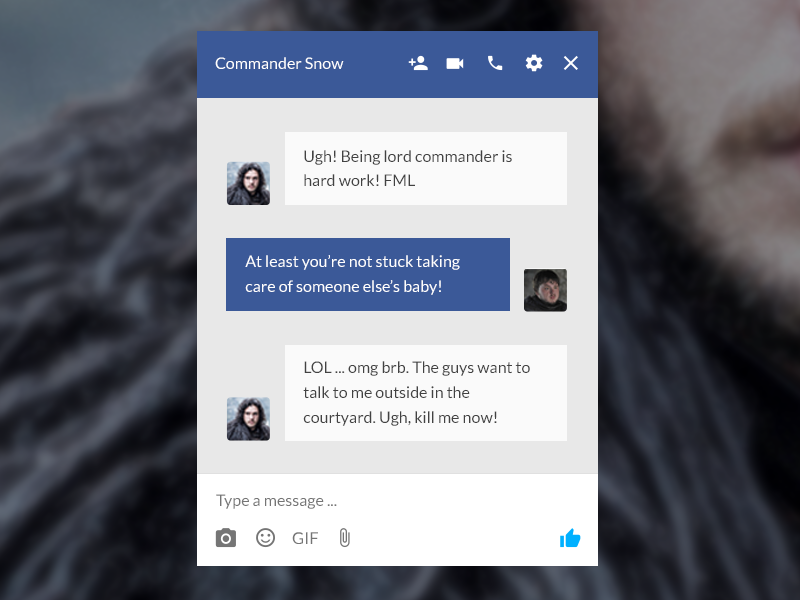 Commander Snow
Ugh! Being lord commander is
hard work! FML
At least you’re not stuck taking
care of someone else’s baby!
LOL ... omg brb. The guys want to
talk to me outside in the
courtyard. Ugh, kill me now!
Type a message ...
GIF